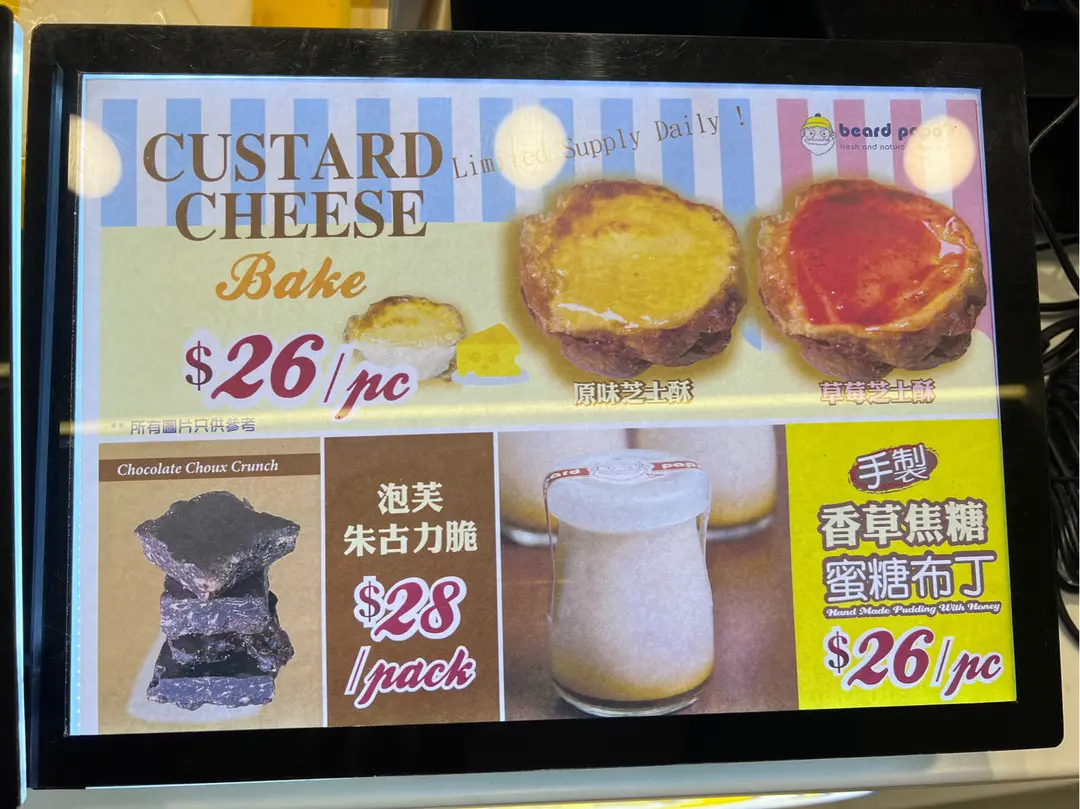 CUSTARD
CHEESE
Bake
Limited Supply Daily !
beard papa's
fresh and natural
$26/pc
原味芝士酥
草莓芝士酥
** 所有圖片只供參考
Chocolate Choux Crunch
泡芙
朱古力脆
$28
/pack
beard papa
手製
香草焦糖
蜜糖布丁
Hand Made Pudding With Honey
$26/pc